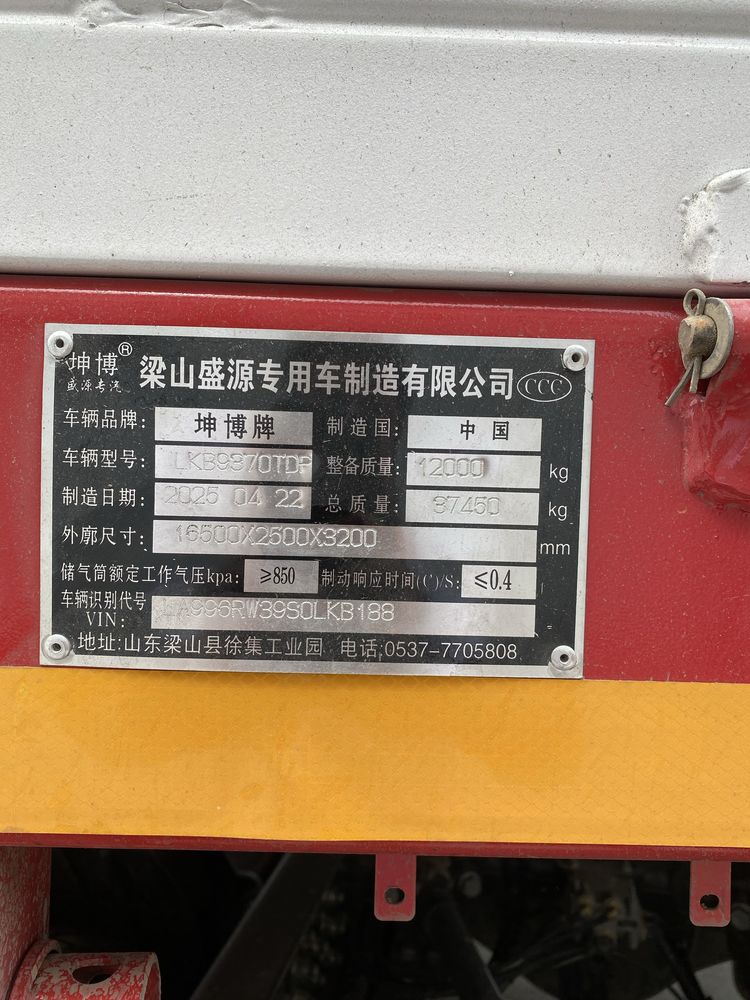 坤博® 梁山盛源专用车制造有限公司 CCC
盛源专汽
车辆品牌: 坤博牌 制造国: 中国
车辆型号: LKB9370TDP 整备质量: 12000 kg
制造日期: 2025 04 22 总质量: 37450 kg
外廓尺寸: 16500X2500X3200 mm
储气筒额定工作气压kpa: ≥850 制动响应时间(C')/S: ≤0.4
车辆识别代号
VIN: LA996RW39S0LKB188
地址:山东梁山县徐集工业园 电话:0537-7705808